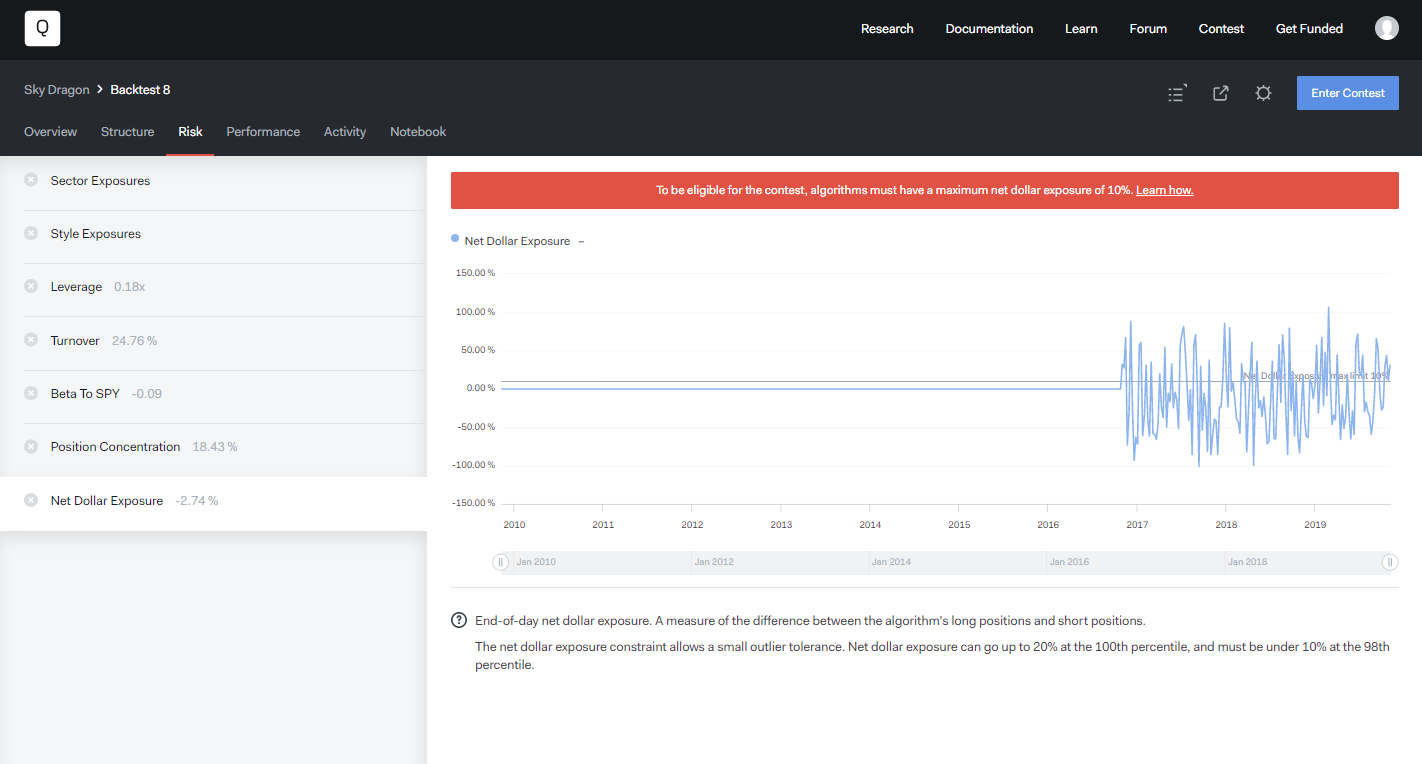 Q
Research
Documentation
Learn
Forum
Contest
Get Funded
Sky Dragon
Backtest 8
Enter Contest
Overview
Structure
Risk
Performance
Activity
Notebook
Sector Exposures
Style Exposures
Leverage 0.18x
Turnover 24.76 %
Beta To SPY -0.09
Position Concentration 18.43 %
Net Dollar Exposure -2.74 %
To be eligible for the contest, algorithms must have a maximum net dollar exposure of 10%. Learn how.
Net Dollar Exposure –
150.00 %
100.00 %
50.00 %
0.00 %
-50.00 %
-100.00 %
-150.00 %
Net Dollar Exposure max limit 10%
2010
2011
2012
2013
2014
2015
2016
2017
2018
2019
Jan 2010
Jan 2012
Jan 2014
Jan 2016
Jan 2018
End-of-day net dollar exposure. A measure of the difference between the algorithm's long positions and short positions.
The net dollar exposure constraint allows a small outlier tolerance. Net dollar exposure can go up to 20% at the 100th percentile, and must be under 10% at the 98th
percentile.